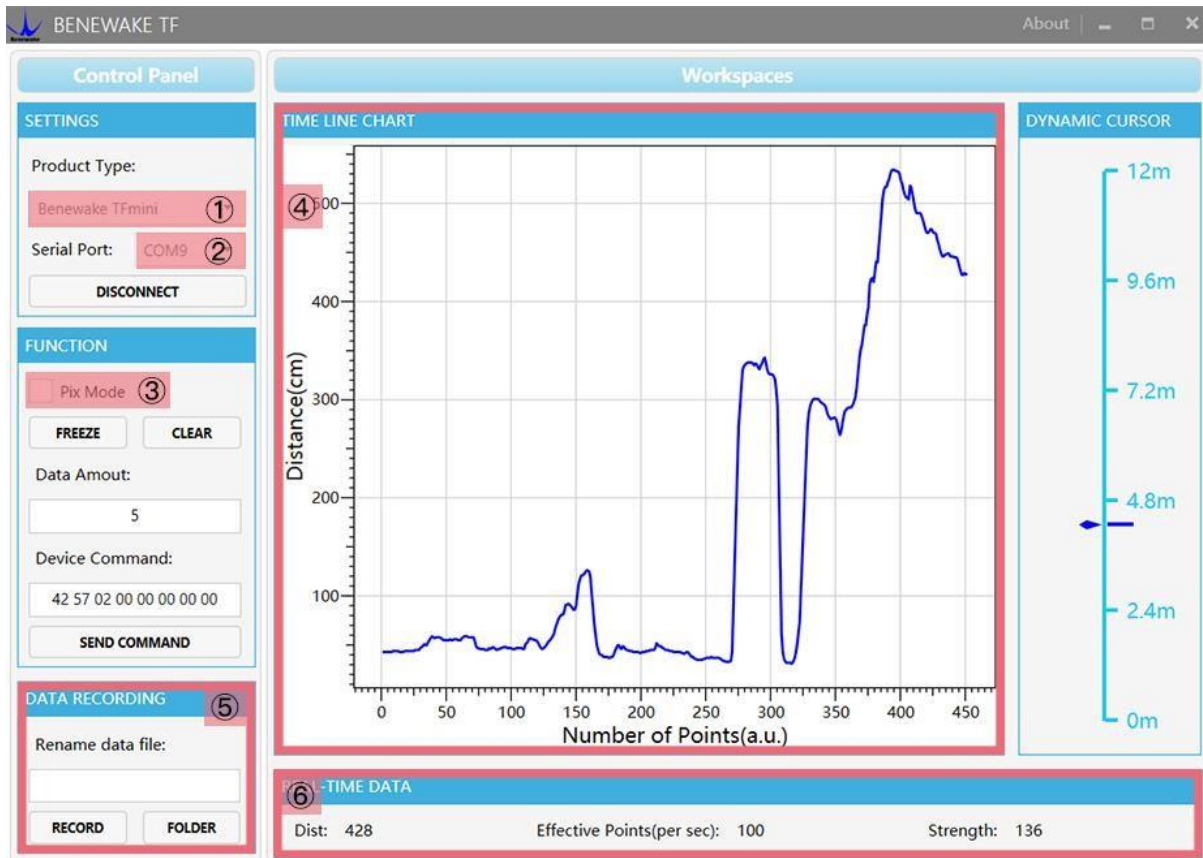 BENEWAKE TF
About
Benewake
Control Panel
SETTINGS
Product Type:
Benewake TFmini ①
Serial Port: COM9 ②
DISCONNECT
FUNCTION
Pix Mode ③
FREEZE CLEAR
Data Amout:
5
Device Command:
42 57 02 00 00 00 00 00
SEND COMMAND
DATA RECORDING ⑤
Rename data file:
RECORD FOLDER
Workspaces
TIME LINE CHART
④
500
400
300
200
100
Distance(cm)
0 50 100 150 200 250 300 350 400 450
Number of Points(a.u.)
DYNAMIC CURSOR
12m
9.6m
7.2m
4.8m
2.4m
0m
REAL-TIME DATA
⑥
Dist: 428 Effective Points(per sec): 100 Strength: 136